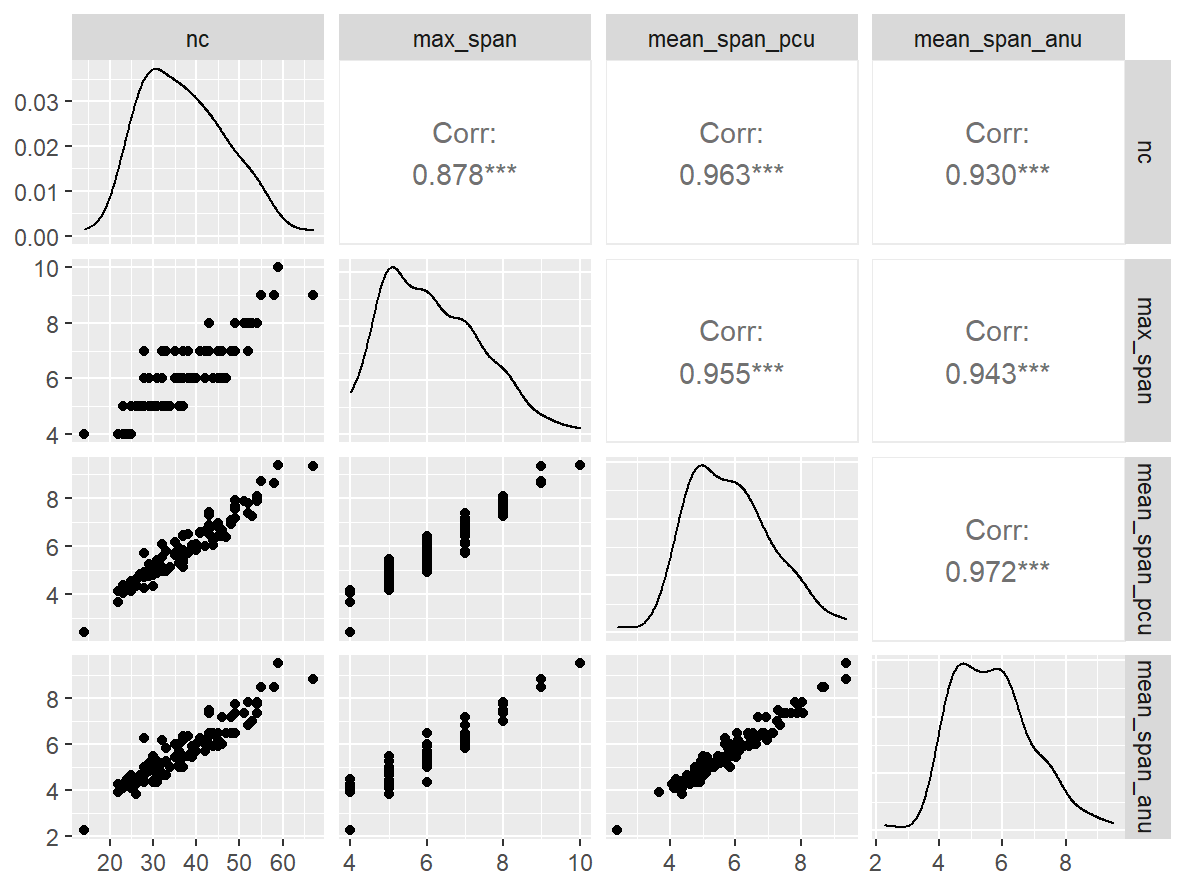 nc
max_span
mean_span_pcu
mean_span_anu
0.03
0.02
0.01
0.00
Corr:
0.878***
Corr:
0.963***
Corr:
0.930***
nc
10
8
6
4
Corr:
0.955***
Corr:
0.943***
max_span
8
6
4
Corr:
0.972***
mean_span_pcu
8
6
4
2
mean_span_anu
20 30 40 50 60
4 6 8 10
4 6 8
2 4 6 8